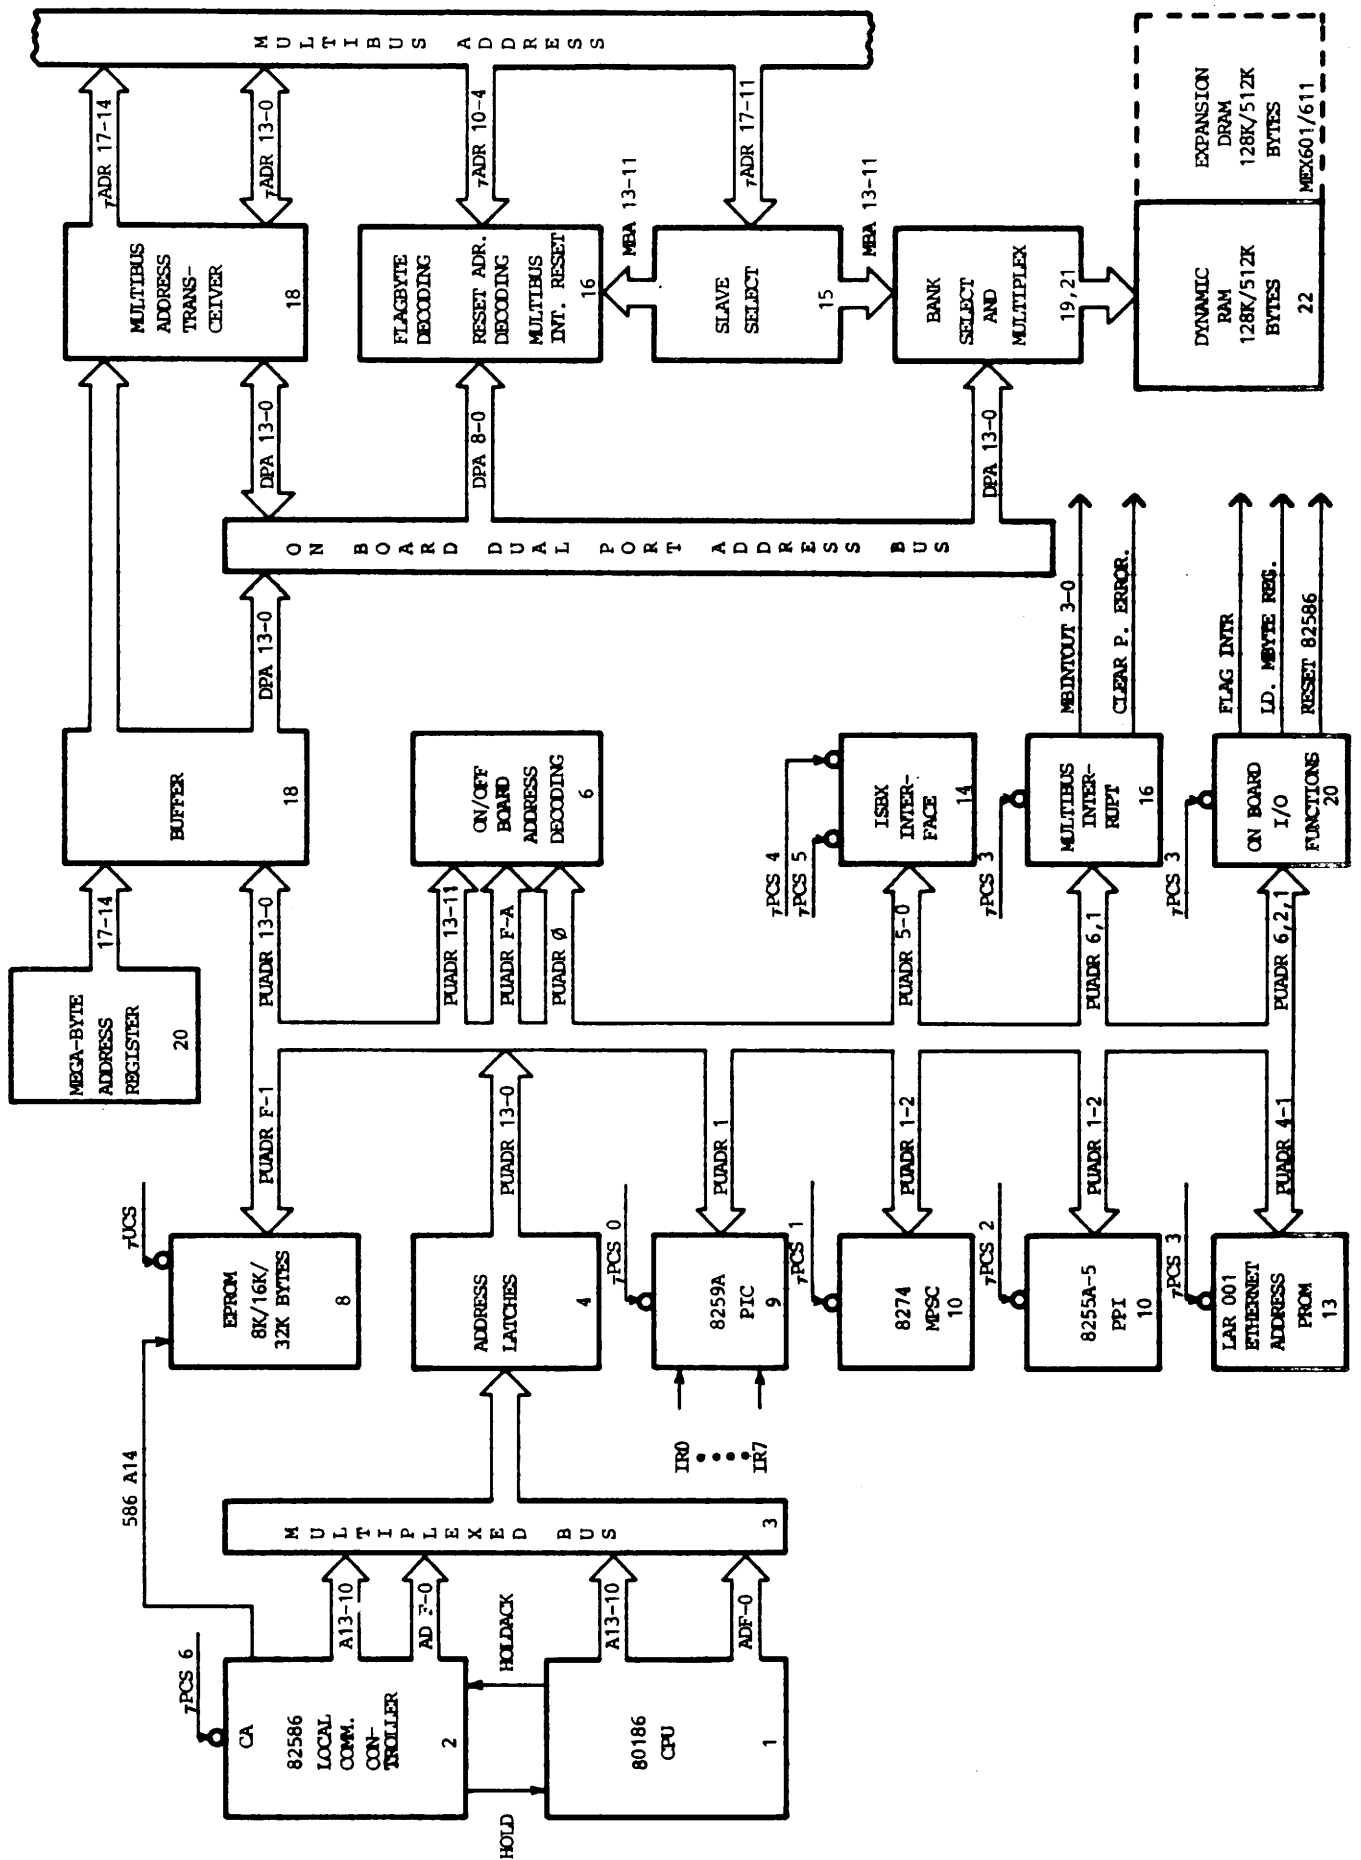 82586
LOCAL
COMM.
CON-
TROLLER
2
CA
┐PCS 6
HOLD
HOLDACK
80186
CPU
1
586 A14
A13-10
AD F-0
A13-10
ADF-0
MULTIPLEXED BUS
3
┐UCS
EPROM
8K/16K/
32K BYTES
8
ADDRESS
LATCHES
4
┐PCS 0
8259A
PIC
9
IR0
IR7
┐PCS 1
8274
MPSC
10
┐PCS 2
8255A-5
PPI
10
┐PCS 3
LAR 001
ETHERNET
ADDRESS
PROM
13
PUADR F-1
PUADR 13-0
PUADR 1
PUADR 1-2
PUADR 1-2
PUADR 4-1
MEGA-BYTE
ADDRESS
REGISTER
20
17-14
PUADR 13-0
PUADR 13-11
PUADR F-A
PUADR Ø
PUADR 5-0
PUADR 6,1
PUADR 6,2,1
BUFFER
18
ON/OFF
BOARD
ADDRESS
DECODING
6
┐PCS 4
┐PCS 5
ISBX
INTER-
FACE
14
┐PCS 3
MULTIBUS
INTER-
RUPT
16
┐PCS 3
ON BOARD
I/O
FUNCTIONS
20
MBINTOUT 3-0
CLEAR P. ERROR.
FLAG INTR
LD. MBYTE REG.
RESET 82586
DPA 13-0
ON BOARD DUAL PORT ADDRESS BUS
DPA 13-0
DPA 8-0
DPA 13-0
MULTIBUS
ADDRESS
TRANS-
CEIVER
18
FLAGBYTE
DECODING
RESET ADR.
DECODING
MULTIBUS
INT. RESET
16
MBA 13-11
SLAVE
SELECT
15
MBA 13-11
BANK
SELECT
AND
MULTIPLEX
19,21
DYNAMIC
RAM
128K/512K
BYTES
22
EXPANSION
DRAM
128K/512K
BYTES
MEX601/611
┐ADR 17-14
┐ADR 13-0
┐ADR 10-4
┐ADR 17-11
MULTIBUS ADDRESS